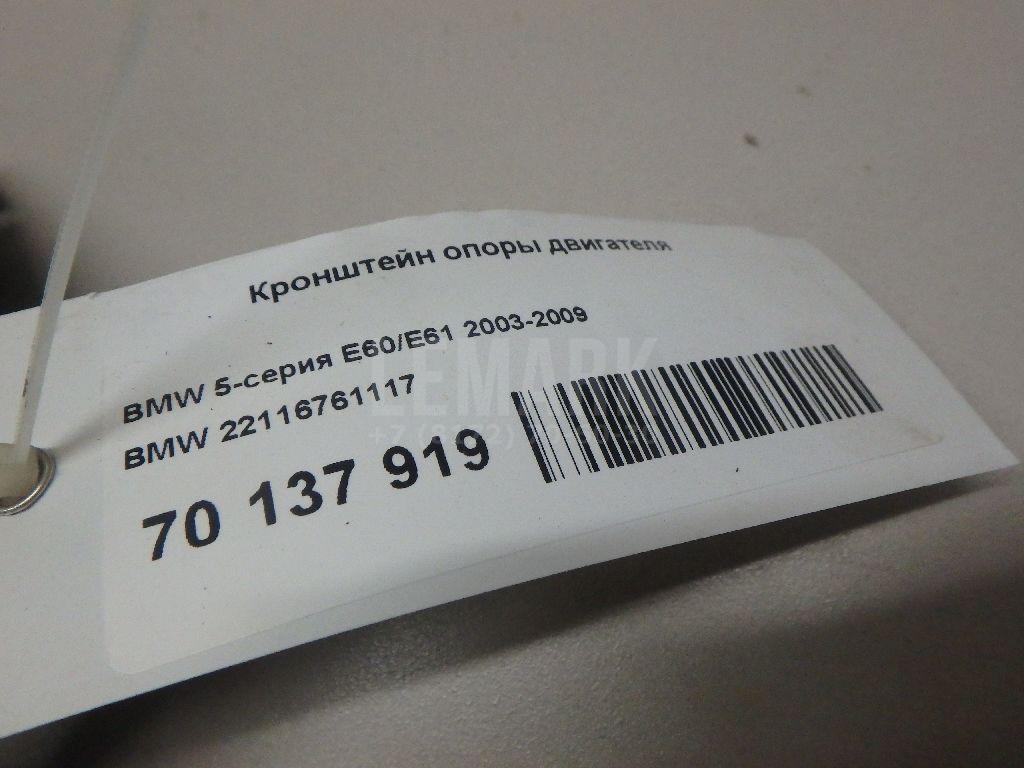 Кронштейн опоры двигателя
BMW 5-серия E60/E61 2003-2009
BMW 22116761117
70 137 919
LEMARK